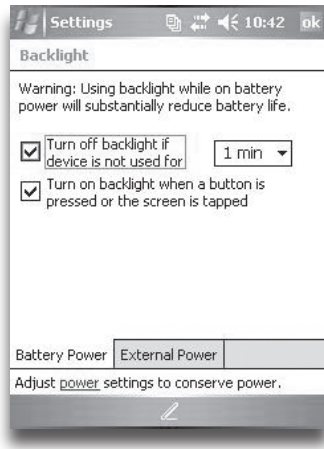 Settings 10:42 ok
Backlight
Warning: Using backlight while on battery
power will substantially reduce battery life.
Turn off backlight if
device is not used for 1 min
Turn on backlight when a button is
pressed or the screen is tapped
Battery Power External Power
Adjust power settings to conserve power.